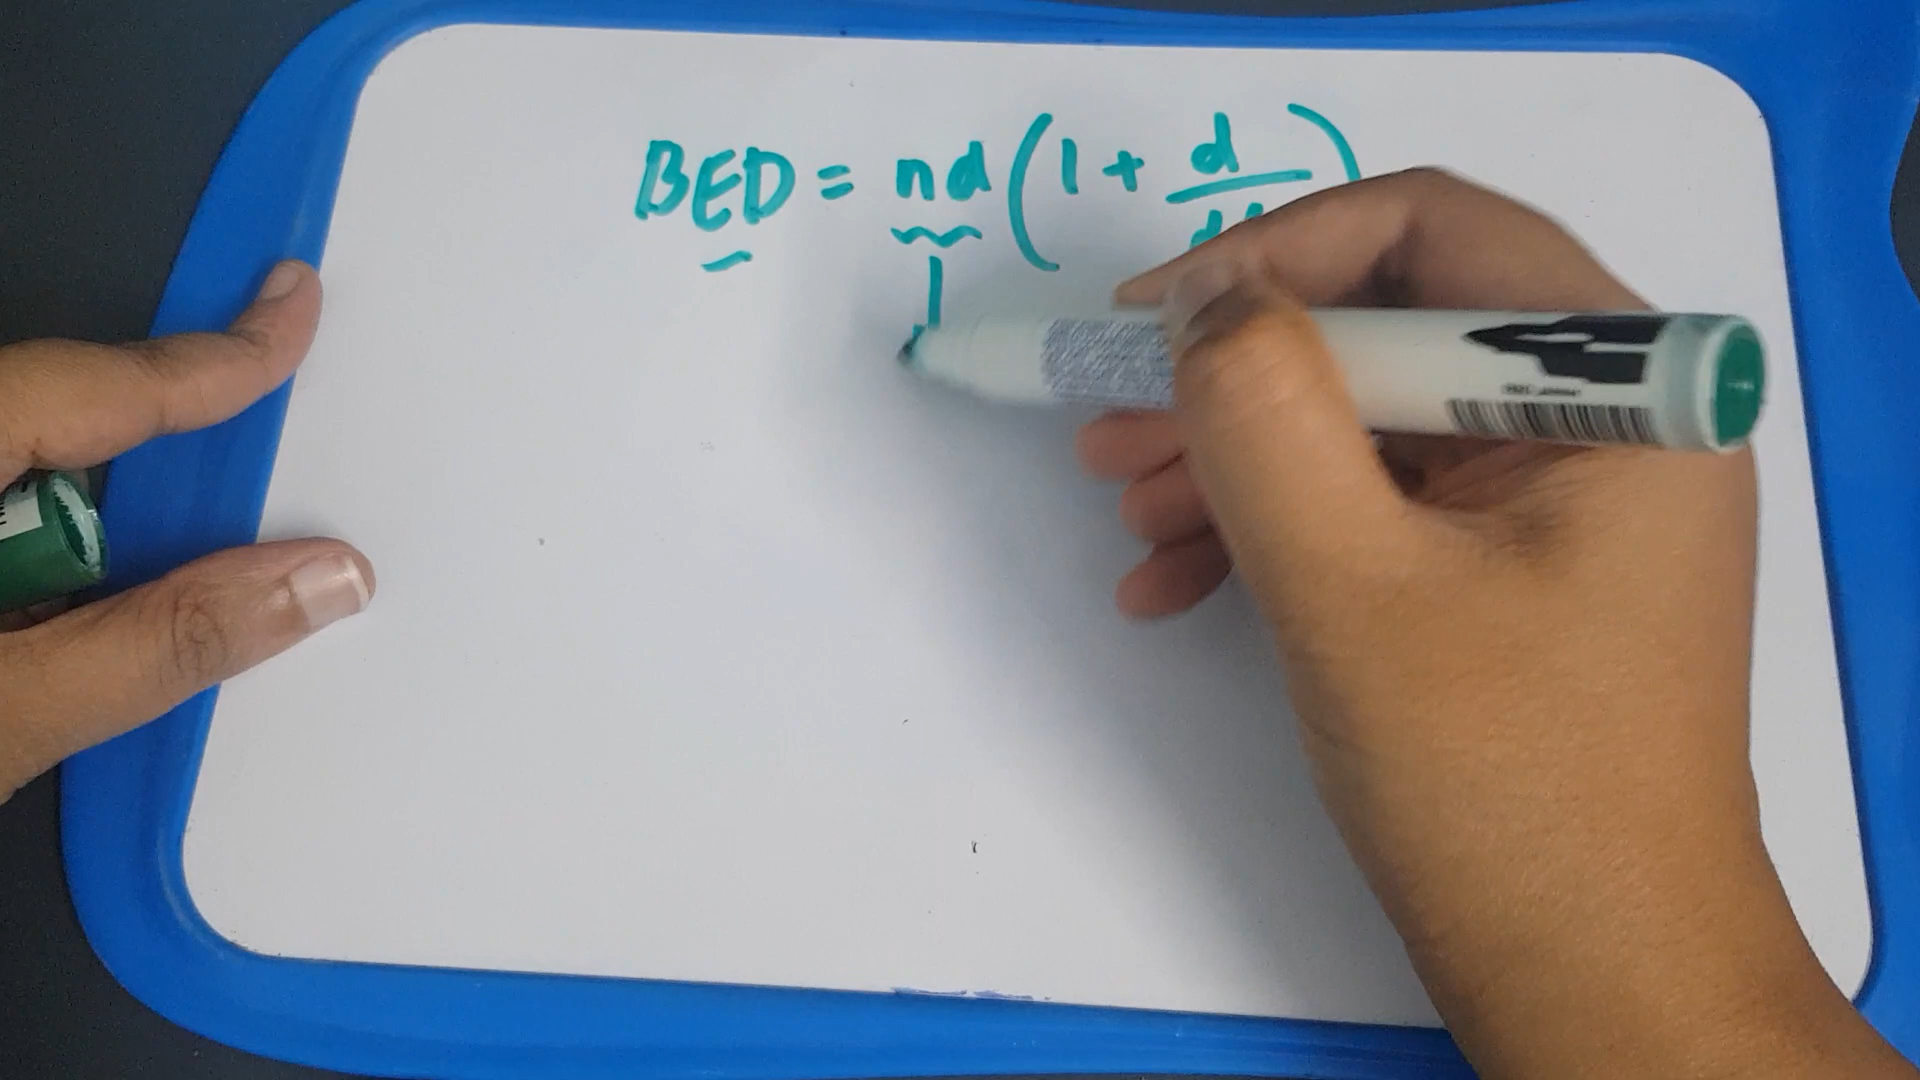 BED = nd ( 1 + d / )